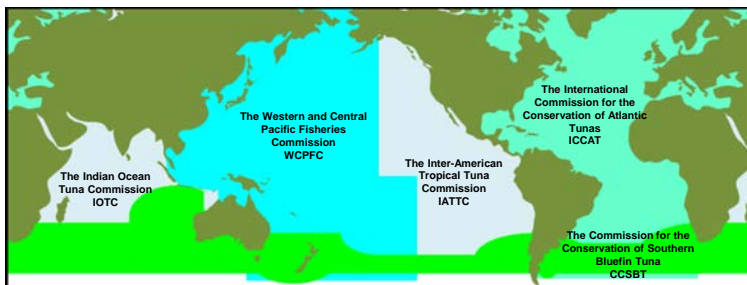 The Indian Ocean
Tuna Commission
IOTC
The Western and Central
Pacific Fisheries
Commission
WCPFC
The Inter-American
Tropical Tuna
Commission
IATTC
The International
Commission for the
Conservation of Atlantic
Tunas
ICCAT
The Commission for the
Conservation of Southern
Bluefin Tuna
CCSBT